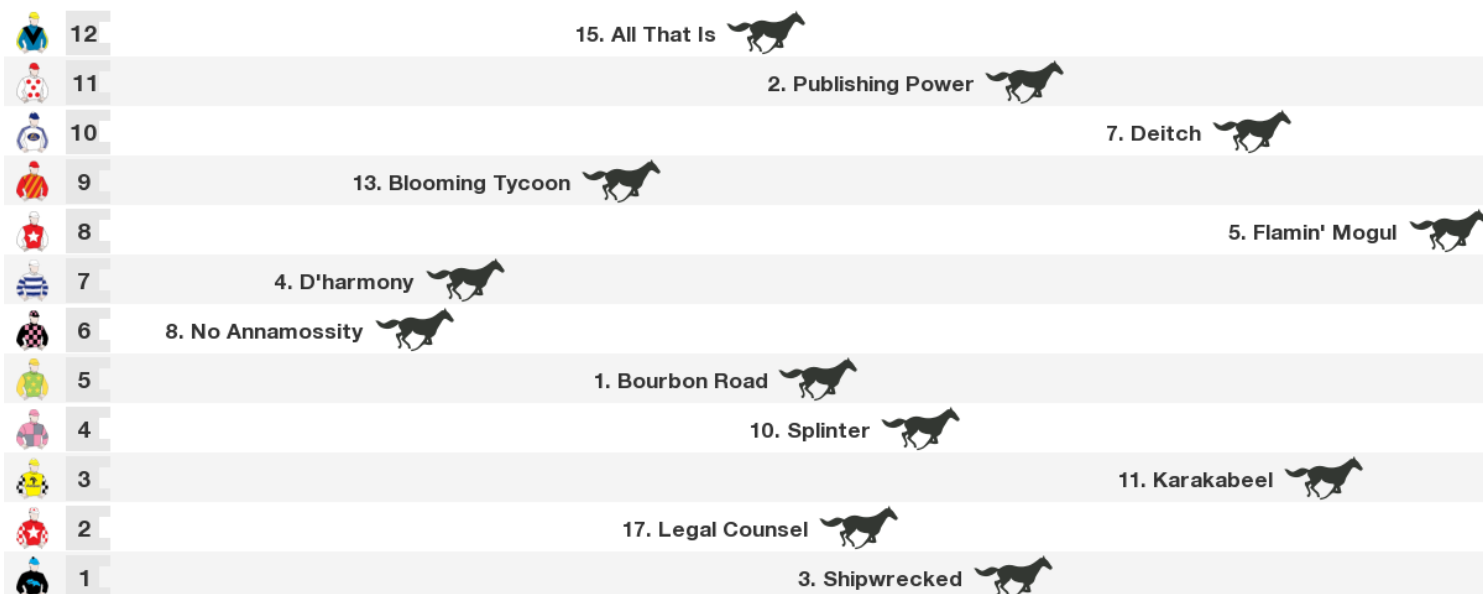 12 15. All That Is
11 2. Publishing Power
10 7. Deitch
9 13. Blooming Tycoon
8 5. Flamin' Mogul
7 4. D'harmony
6 8. No Annamossity
5 1. Bourbon Road
4 10. Splinter
3 11. Karakabeel
2 17. Legal Counsel
1 3. Shipwrecked